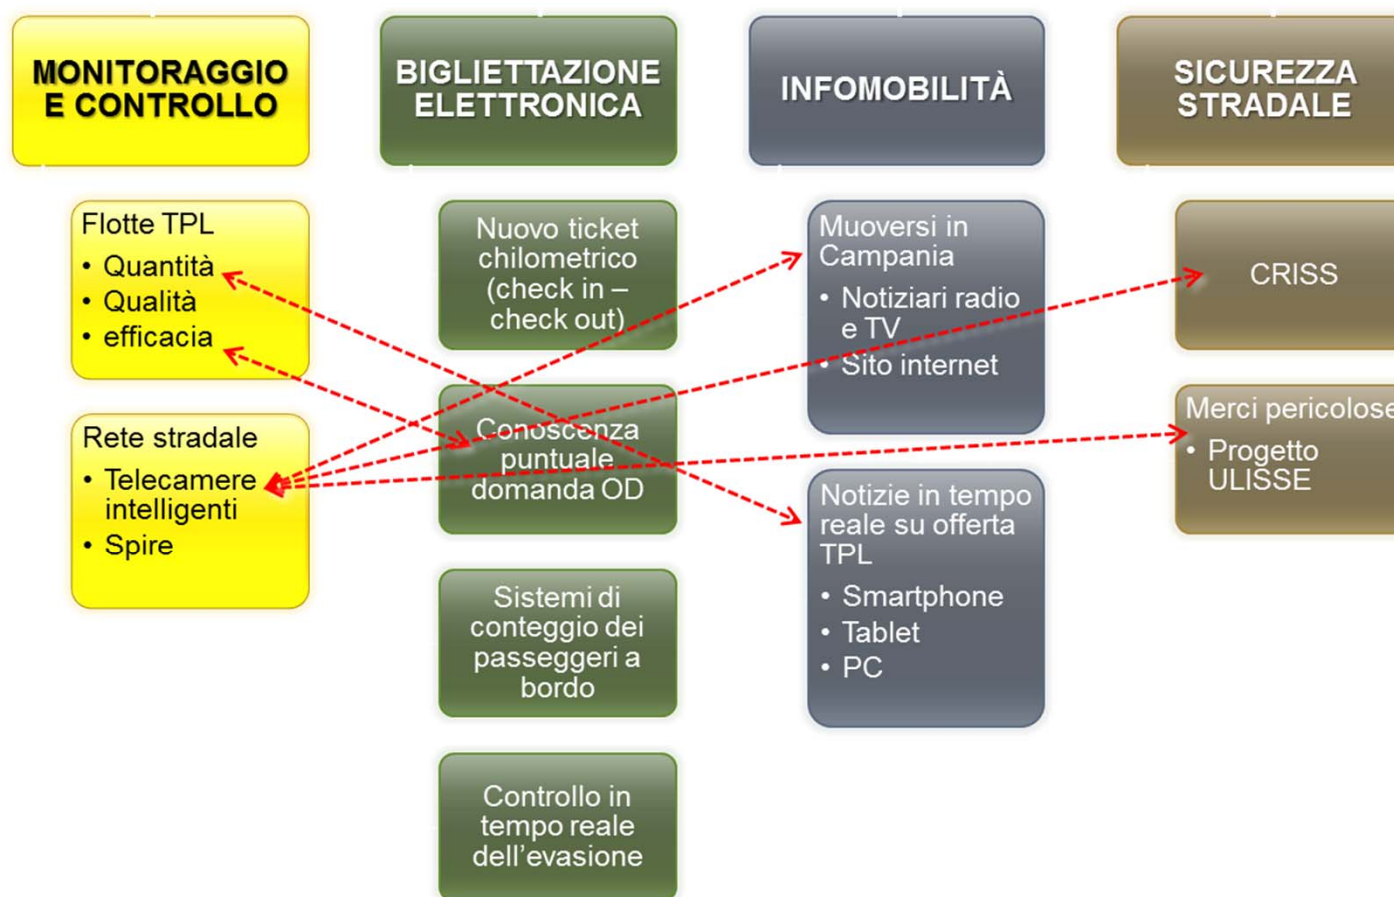 MONITORAGGIO
E CONTROLLO
Flotte TPL
• Quantità
• Qualità
• efficacia
Rete stradale
• Telecamere
intelligenti
• Spire
BIGLIETTAZIONE
ELETTRONICA
Nuovo ticket
chilometrico
(check in –
check out)
Conoscenza
puntuale
domanda OD
Sistemi di
conteggio dei
passeggeri a
bordo
Controllo in
tempo reale
dell’evasione
INFOMOBILITÀ
Muoversi in
Campania
• Notiziari radio
e TV
• Sito internet
Notizie in tempo
reale su offerta
TPL
• Smartphone
• Tablet
• PC
SICUREZZA
STRADALE
CRISS
Merci pericolose
• Progetto
ULISSE